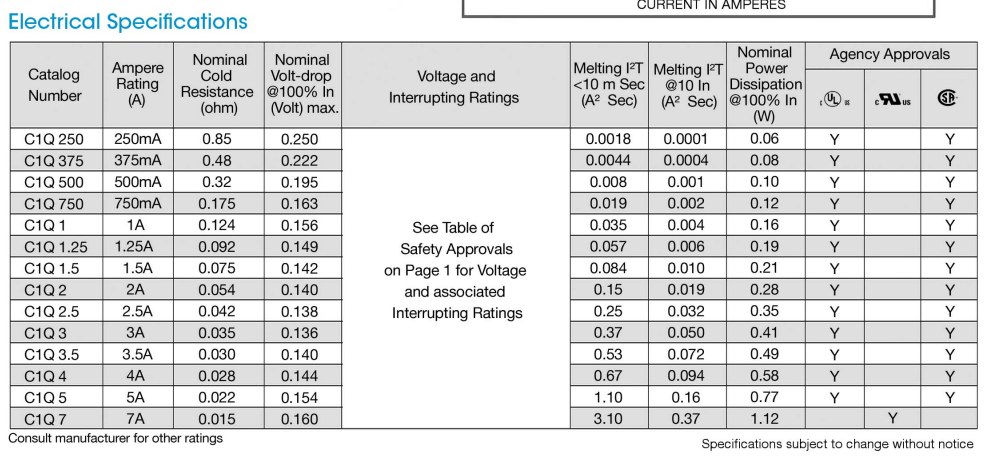 CURRENT IN AMPERES
Electrical Specifications
Catalog Number | Ampere Rating (A) | Nominal Cold Resistance (ohm) | Nominal Volt-drop @100% In (Volt) max. | Voltage and Interrupting Ratings | Melting I²T <10 m Sec (A² Sec) | Melting I²T @10 In (A² Sec) | Nominal Power Dissipation @100% In (W) | Agency Approvals
c UL us | c RU us | SA
C1Q 250 250mA 0.85 0.250 0.0018 0.0001 0.06 Y Y
C1Q 375 375mA 0.48 0.222 0.0044 0.0004 0.08 Y Y
C1Q 500 500mA 0.32 0.195 0.008 0.001 0.10 Y Y
C1Q 750 750mA 0.175 0.163 0.019 0.002 0.12 Y Y
C1Q 1 1A 0.124 0.156 See Table of 0.035 0.004 0.16 Y Y
C1Q 1.25 1.25A 0.092 0.149 Safety Approvals 0.057 0.006 0.19 Y Y
C1Q 1.5 1.5A 0.075 0.142 on Page 1 for Voltage 0.084 0.010 0.21 Y Y
C1Q 2 2A 0.054 0.140 and associated 0.15 0.019 0.28 Y Y
C1Q 2.5 2.5A 0.042 0.138 Interrupting Ratings 0.25 0.032 0.35 Y Y
C1Q 3 3A 0.035 0.136 0.37 0.050 0.41 Y Y
C1Q 3.5 3.5A 0.030 0.140 0.53 0.072 0.49 Y Y
C1Q 4 4A 0.028 0.144 0.67 0.094 0.58 Y Y
C1Q 5 5A 0.022 0.154 1.10 0.16 0.77 Y Y
C1Q 7 7A 0.015 0.160 3.10 0.37 1.12 Y
Consult manufacturer for other ratings
Specifications subject to change without notice